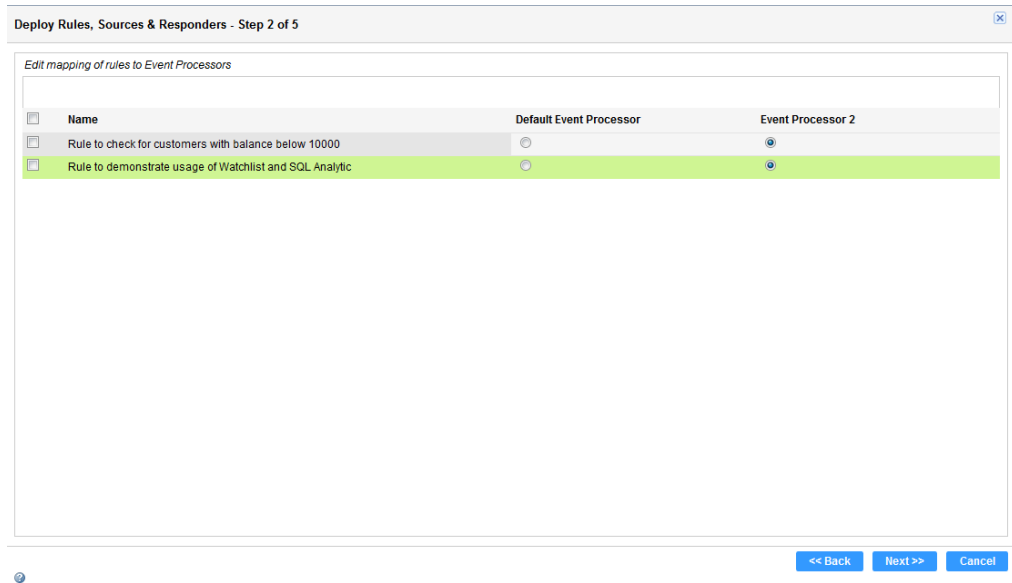 Deploy Rules, Sources & Responders - Step 2 of 5
Edit mapping of rules to Event Processors
Name Default Event Processor Event Processor 2
Rule to check for customers with balance below 10000
Rule to demonstrate usage of Watchlist and SQL Analytic
<< Back Next >> Cancel